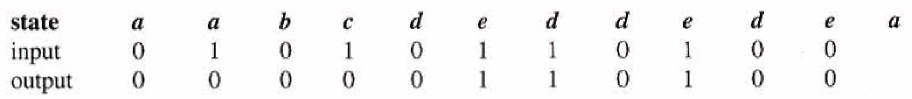 state a a b c d e d d e d e a
input 0 1 0 1 0 1 1 0 1 0 0
output 0 0 0 0 0 1 1 0 1 0 0